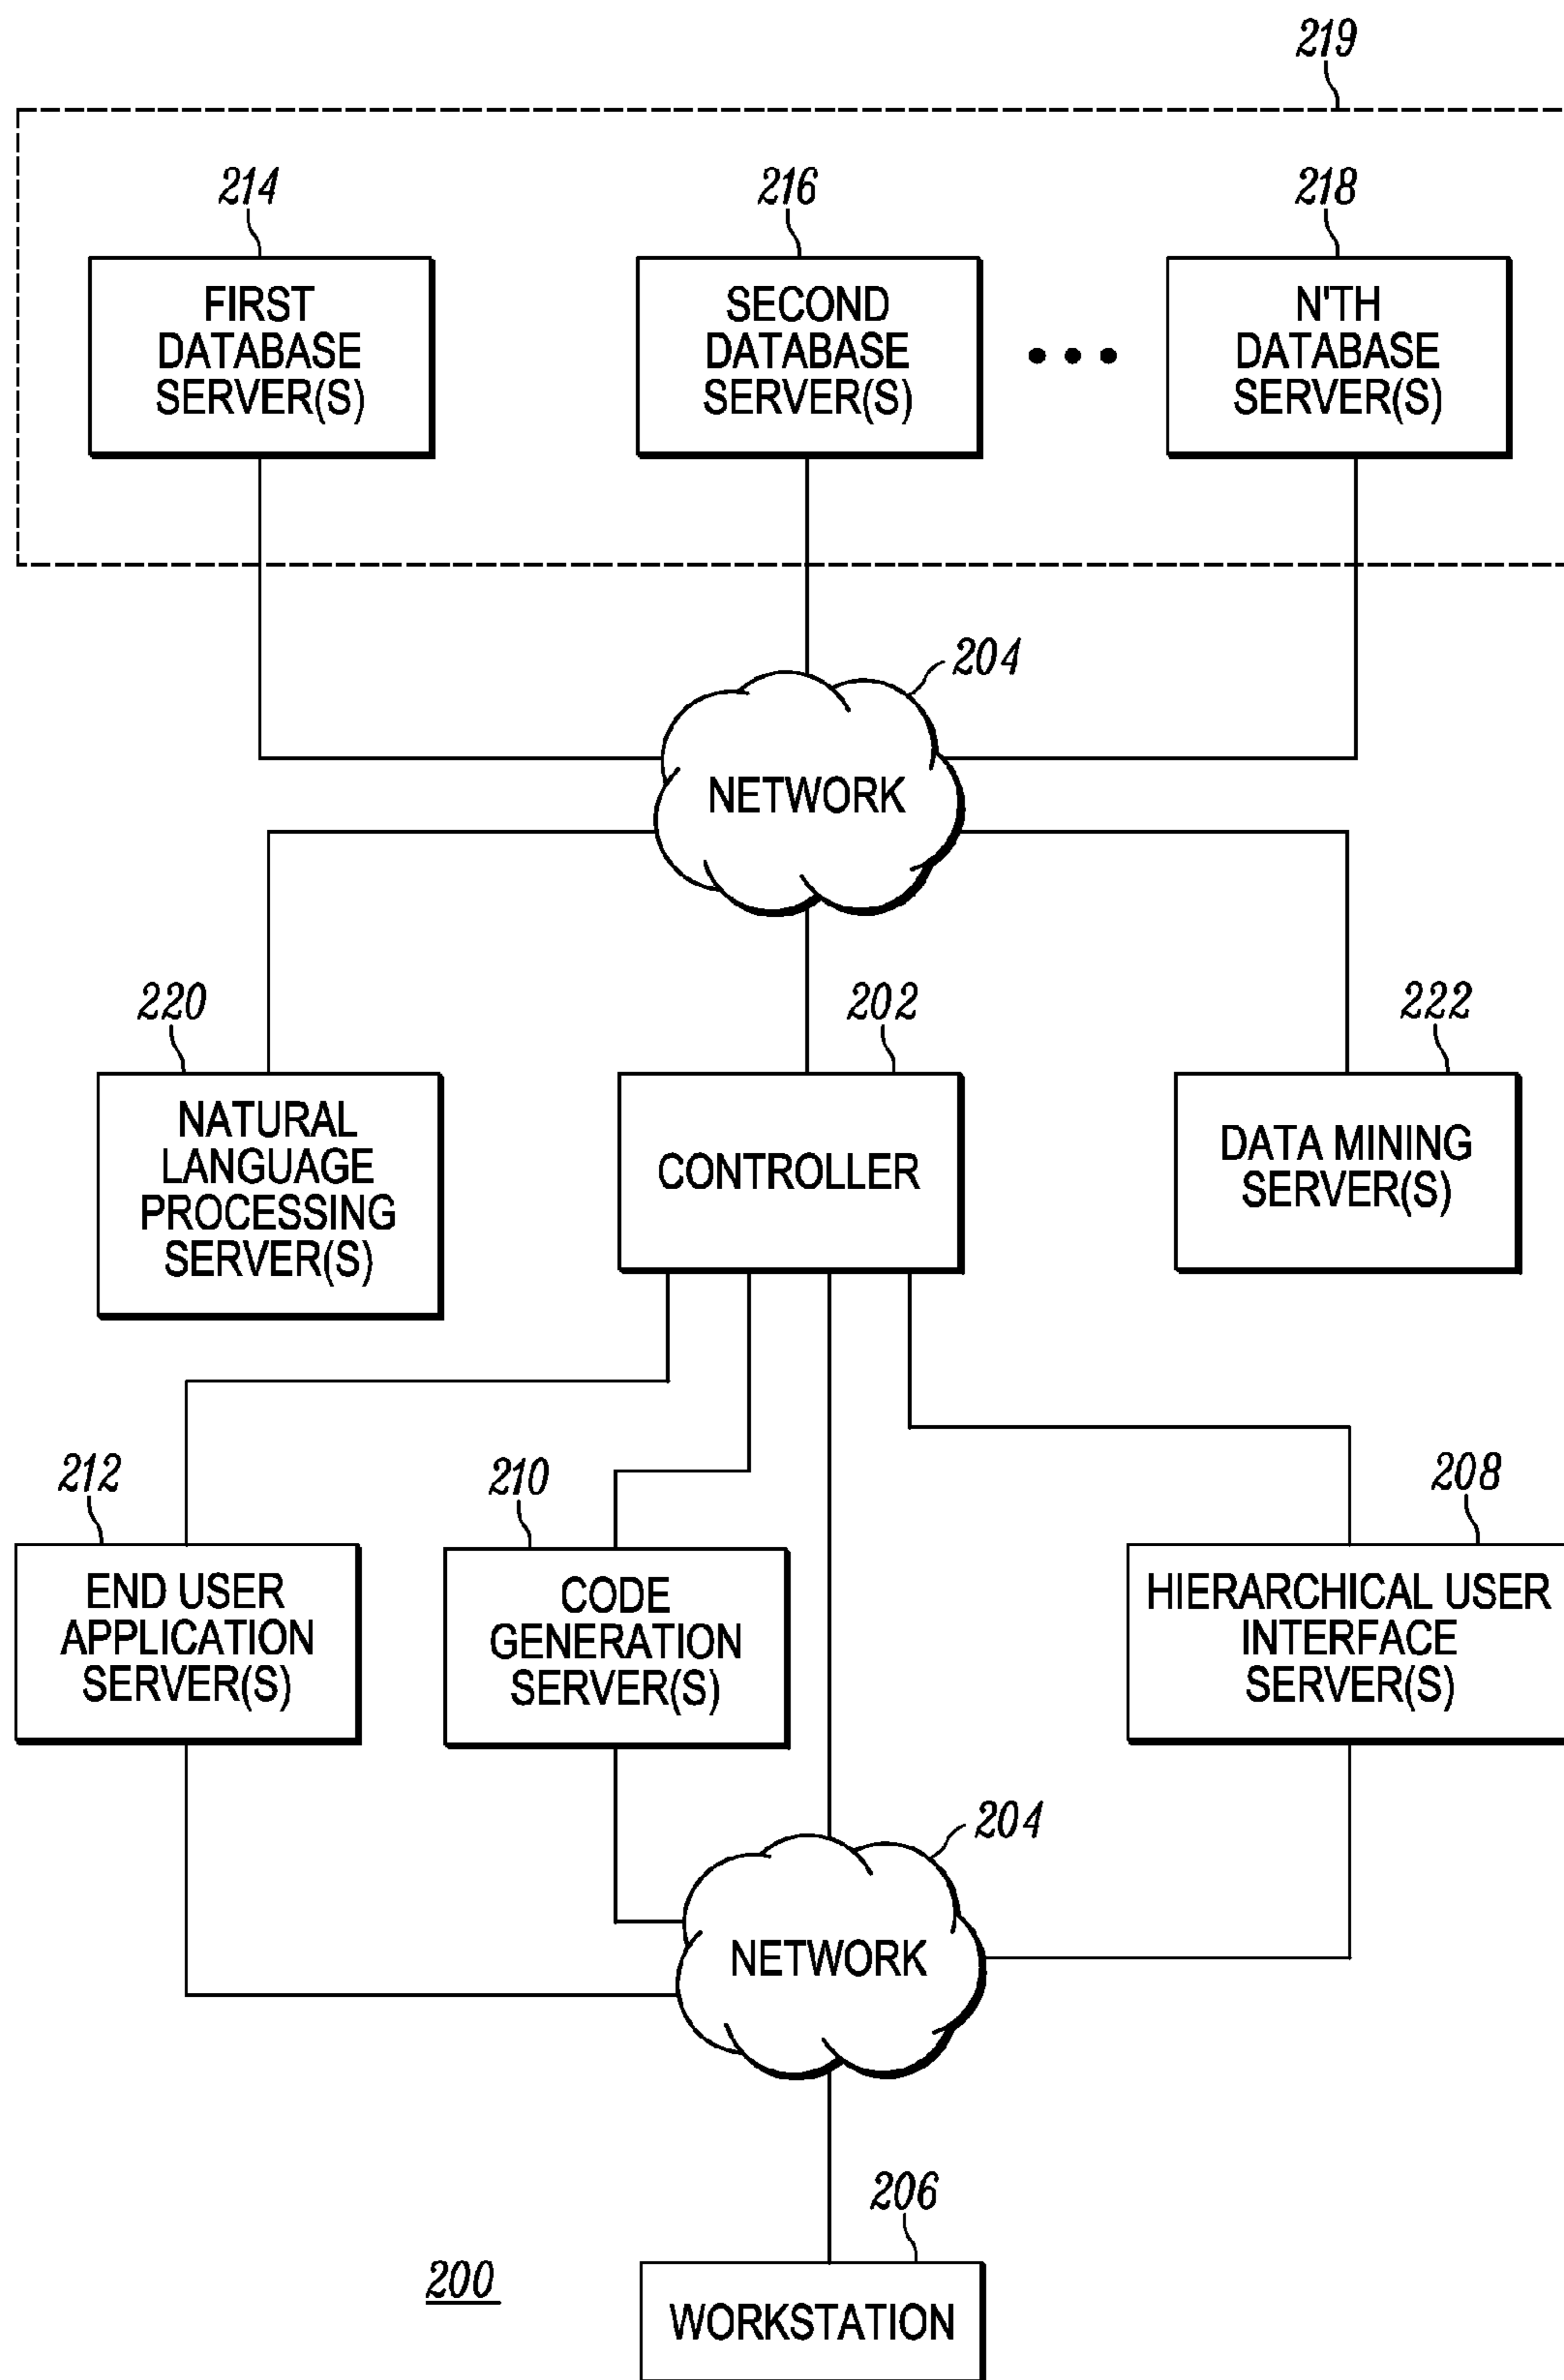 219
214
216
218
FIRST
DATABASE
SERVER(S)
SECOND
DATABASE
SERVER(S)
N'TH
DATABASE
SERVER(S)
204
NETWORK
220
202
222
NATURAL
LANGUAGE
PROCESSING
SERVER(S)
CONTROLLER
DATA MINING
SERVER(S)
212
210
208
END USER
APPLICATION
SERVER(S)
CODE
GENERATION
SERVER(S)
HIERARCHICAL USER
INTERFACE
SERVER(S)
204
NETWORK
206
200
WORKSTATION